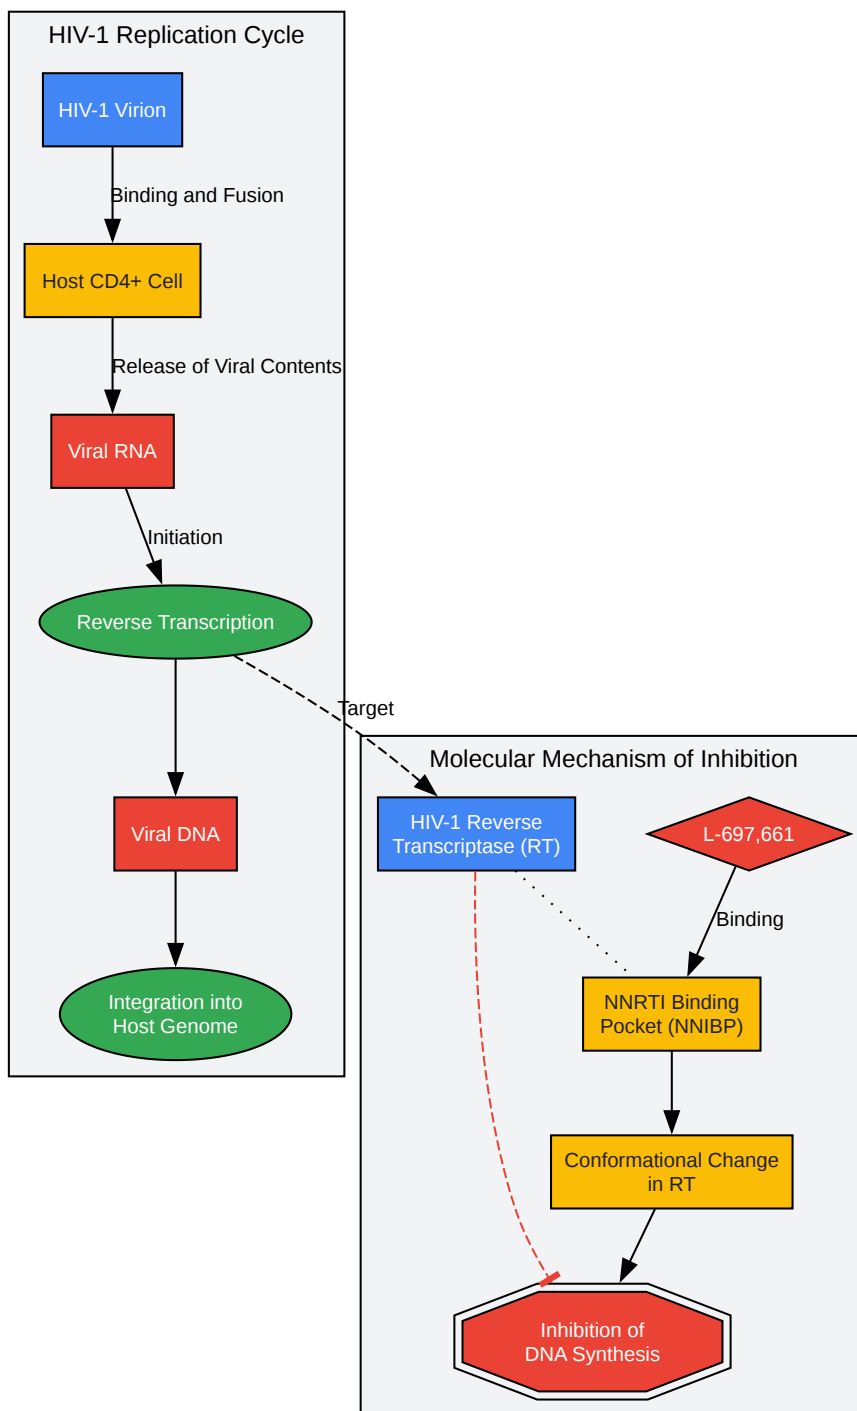 HIV-1 Replication Cycle
HIV-1 Virion
Binding and Fusion
Host CD4+ Cell
Release of Viral Contents
Viral RNA
Initiation
Reverse Transcription
Target
Viral DNA
Integration into
Host Genome
Molecular Mechanism of Inhibition
HIV-1 Reverse
Transcriptase (RT)
L-697,661
Binding
NNRTI Binding
Pocket (NNIBP)
Conformational Change
in RT
Inhibition of
DNA Synthesis